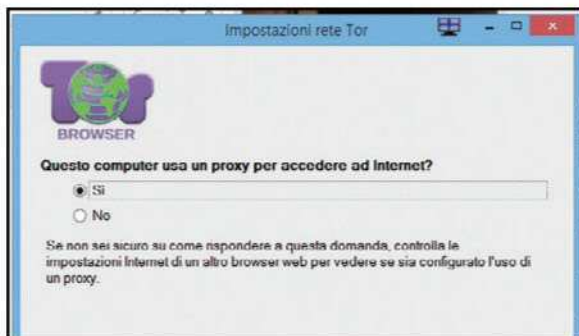 Impostazioni rete Tor
Tor
BROWSER
Questo computer usa un proxy per accedere ad Internet?
Sì
No
Se non sei sicuro su come rispondere a questa domanda, controlla le
impostazioni Internet di un altro browser web per vedere se sia configurato l'uso di
un proxy.